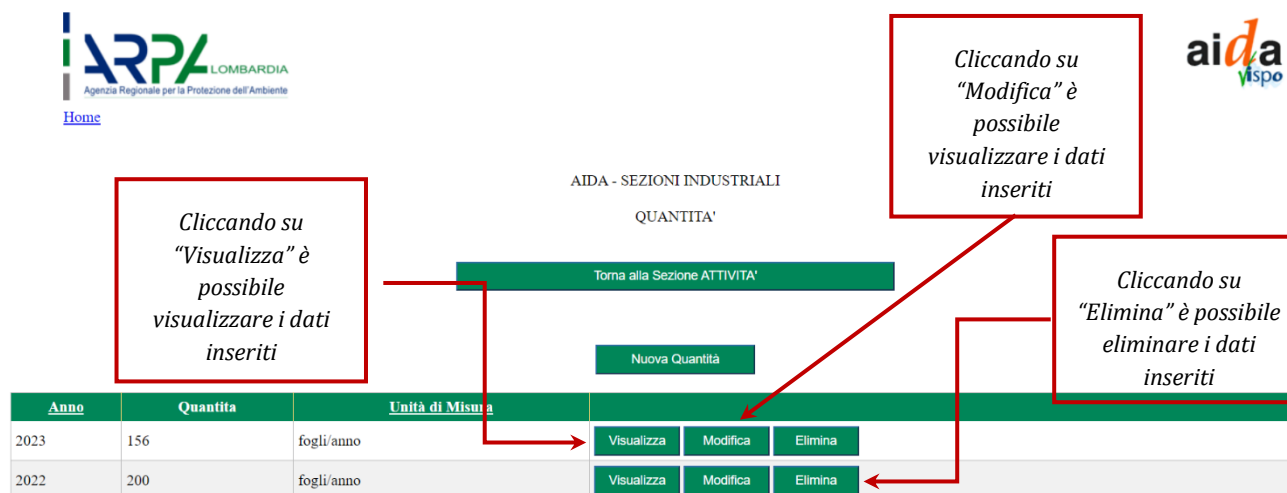 ARPA LOMBARDIA
Agenzia Regionale per la Protezione dell'Ambiente
Home
aida
vispo
Cliccando su
“Modifica” è
possibile
visualizzare i dati
inseriti
AIDA - SEZIONI INDUSTRIALI
QUANTITA'
Cliccando su
“Visualizza” è
possibile
visualizzare i dati
inseriti
Torna alla Sezione ATTIVITA'
Cliccando su
“Elimina” è possibile
eliminare i dati
inseriti
Nuova Quantità
Anno Quantita Unità di Misura
2023 156 fogli/anno Visualizza Modifica Elimina
2022 200 fogli/anno Visualizza Modifica Elimina